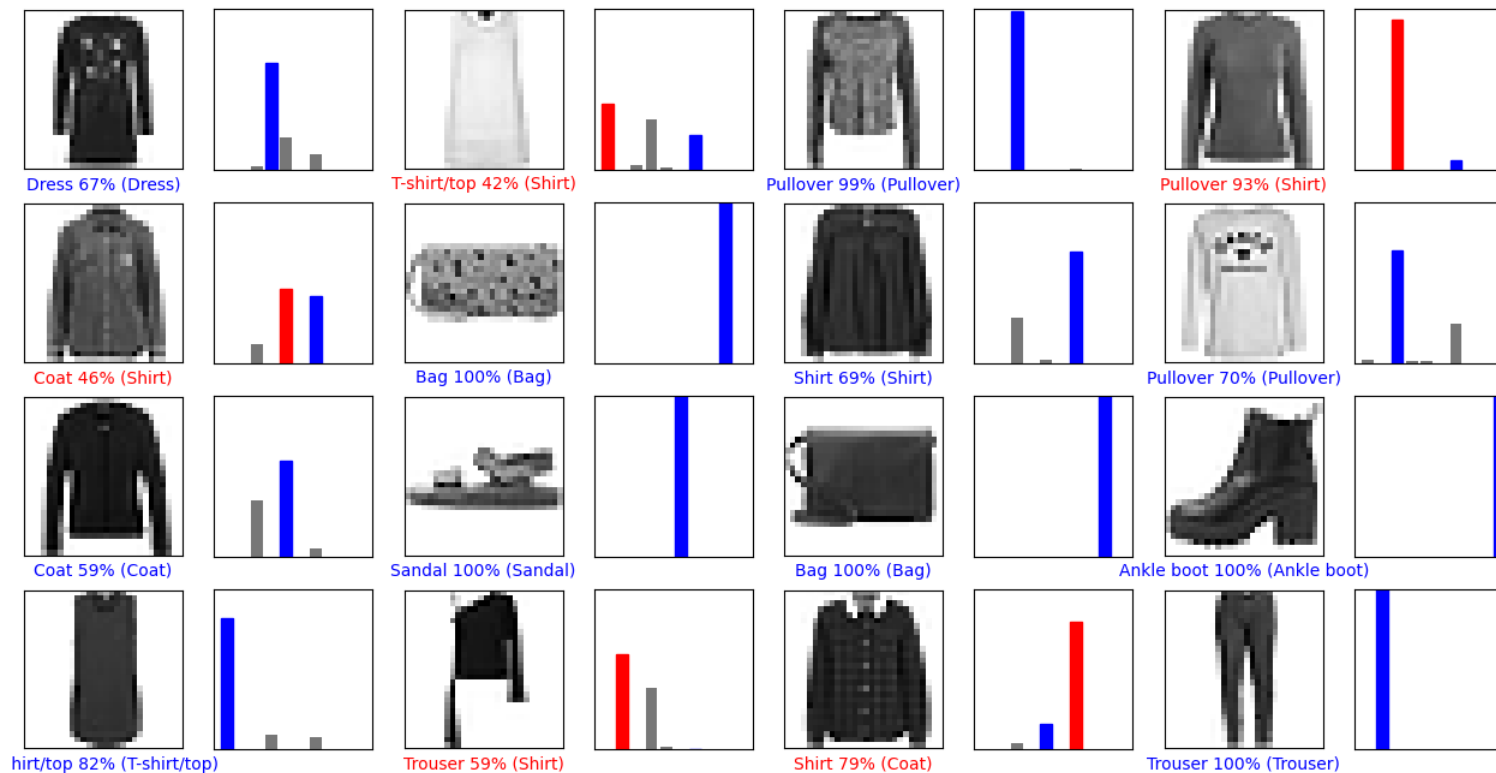 Dress 67% (Dress)
T-shirt/top 42% (Shirt)
Pullover 99% (Pullover)
Pullover 93% (Shirt)
Coat 46% (Shirt)
Bag 100% (Bag)
Shirt 69% (Shirt)
Pullover 70% (Pullover)
Coat 59% (Coat)
Sandal 100% (Sandal)
Bag 100% (Bag)
Ankle boot 100% (Ankle boot)
hirt/top 82% (T-shirt/top)
Trouser 59% (Shirt)
Shirt 79% (Coat)
Trouser 100% (Trouser)